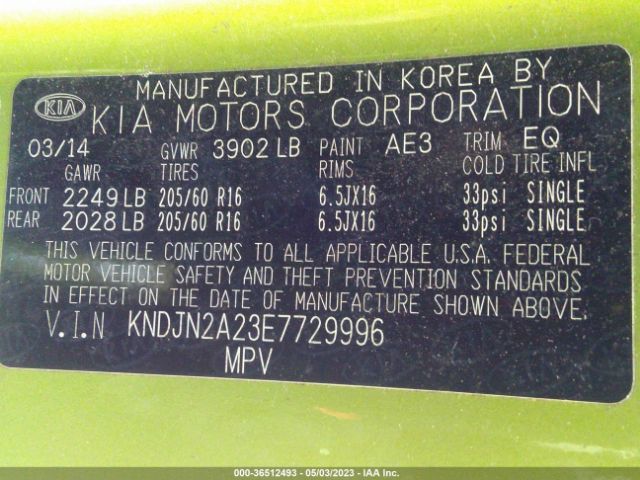 MANUFACTURED IN KOREA BY
KIA KIA MOTORS CORPORATION
03/14 GVWR 3902 LB PAINT AE3 TRIM EQ
GAWR TIRES RIMS COLD TIRE INFL
FRONT 2249 LB 205/60 R16 6.5JX16 33psi SINGLE
REAR 2028 LB 205/60 R16 6.5JX16 33psi SINGLE
THIS VEHICLE CONFORMS TO ALL APPLICABLE U.S.A. FEDERAL
MOTOR VEHICLE SAFETY AND THEFT PREVENTION STANDARDS
IN EFFECT ON THE DATE OF MANUFACTURE SHOWN ABOVE.
V.I.N KNDJN2A23E7729996
MPV
000-36512493 - 05/03/2023 - IAA Inc.